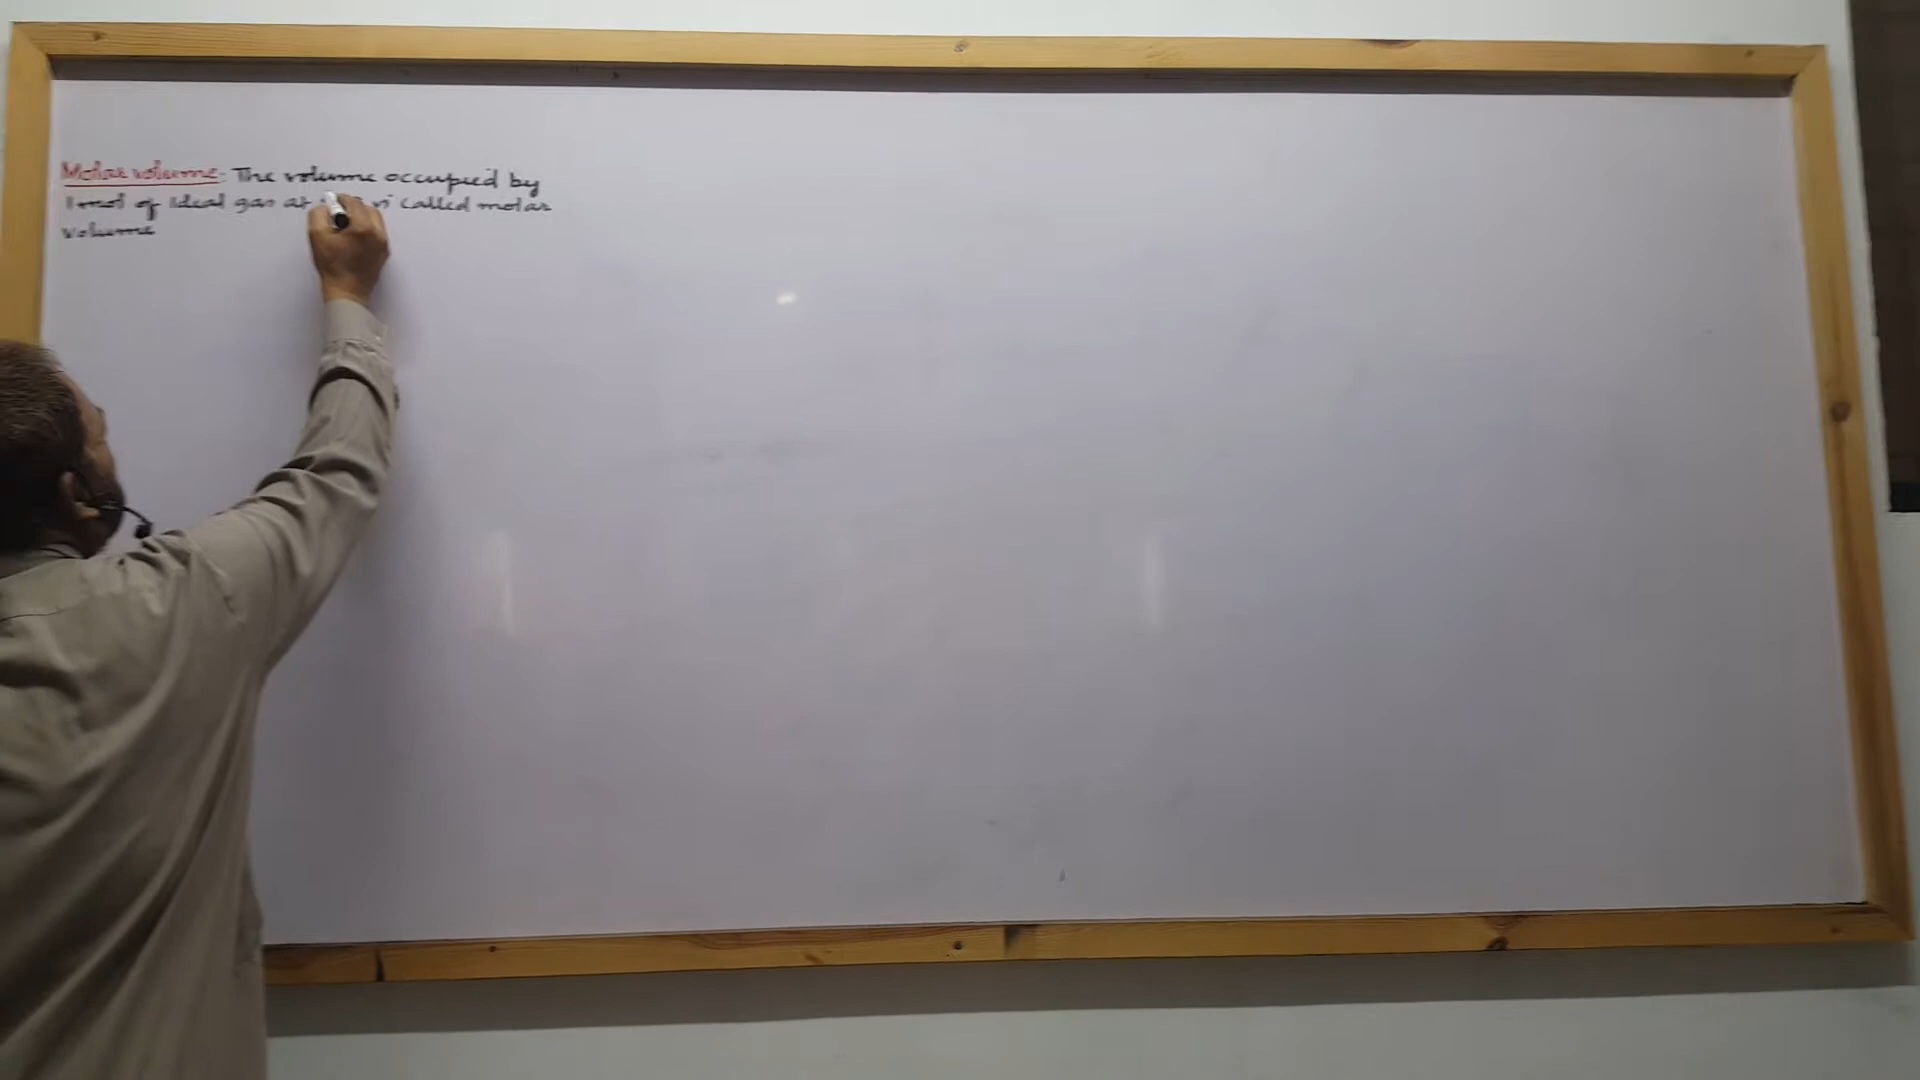 Molar volume: The volume occupied by
1 mol of Ideal gas at is called molar
volume